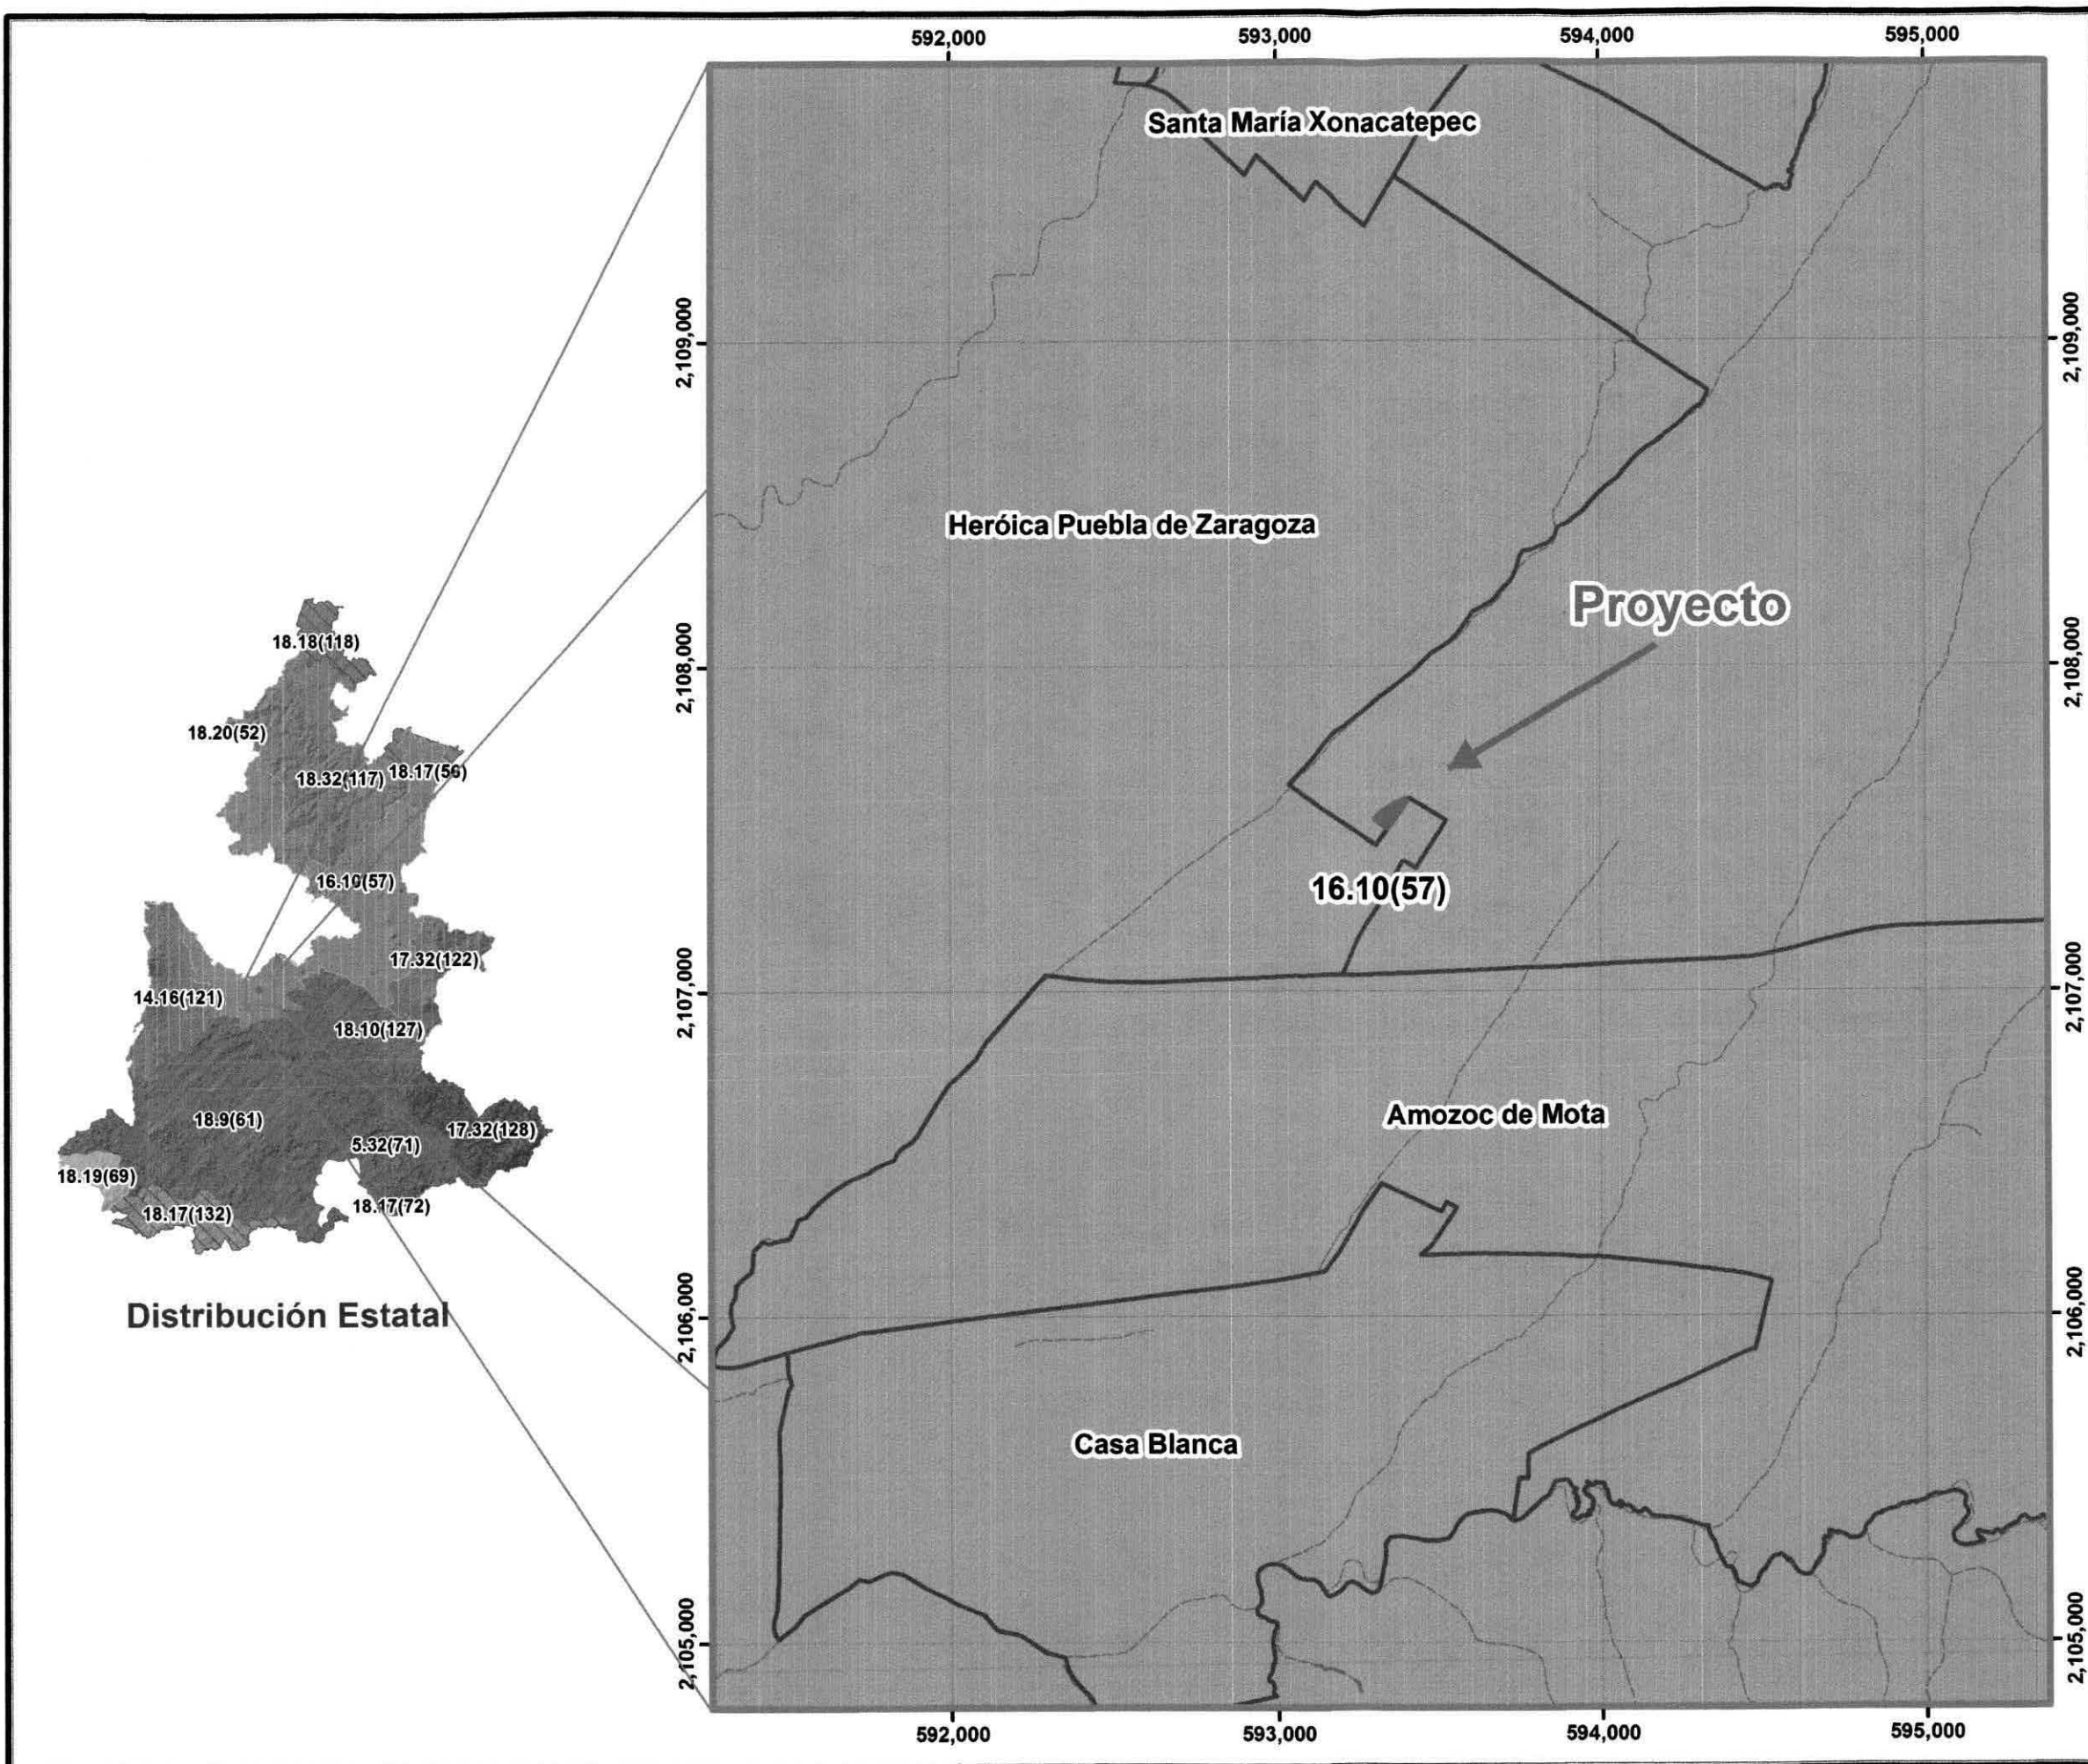 592,000 593,000 594,000 595,000
Santa María Xonacatepec
2,109,000 2,109,000
Heróica Puebla de Zaragoza
Proyecto
18.18(118)
2,108,000 2,108,000
18.20(52)
18.32(117) 18.17(56)
16.10(57)
16.10(57)
17.32(122)
14.16(121)
2,107,000 2,107,000
18.10(127)
Amozoc de Mota
18.9(61)
17.32(128)
5.32(71)
18.19(69)
18.17(72)
18.17(132)
Distribución Estatal
2,106,000 2,106,000
Casa Blanca
2,105,000 2,105,000
592,000 593,000 594,000 595,000